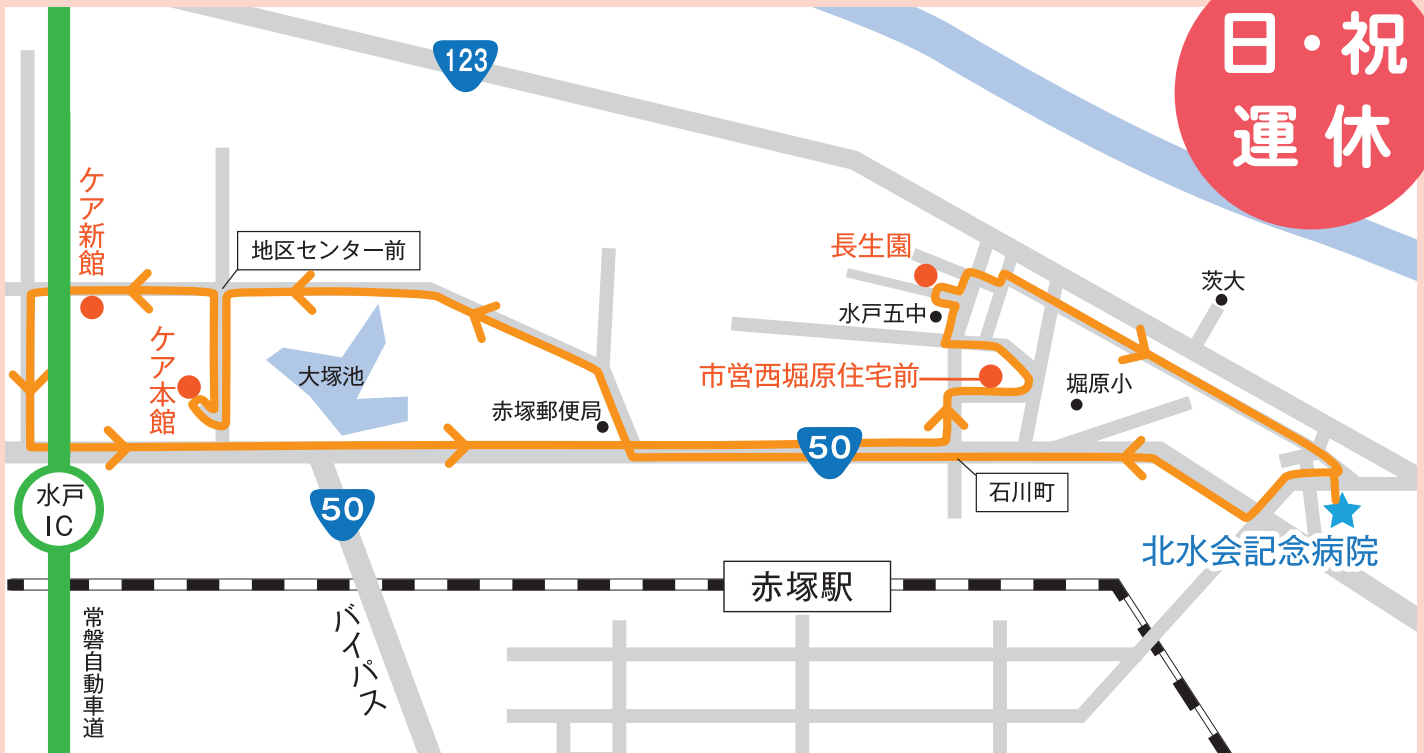 日・祝
運休
123
ケア新館
地区センター前
長生園
茨大
水戸五中
ケア本館
大塚池
市営西堀原住宅前
堀原小
赤塚郵便局
50
水戸
IC
50
石川町
北水会記念病院
赤塚駅
常磐自動車道
バイパス